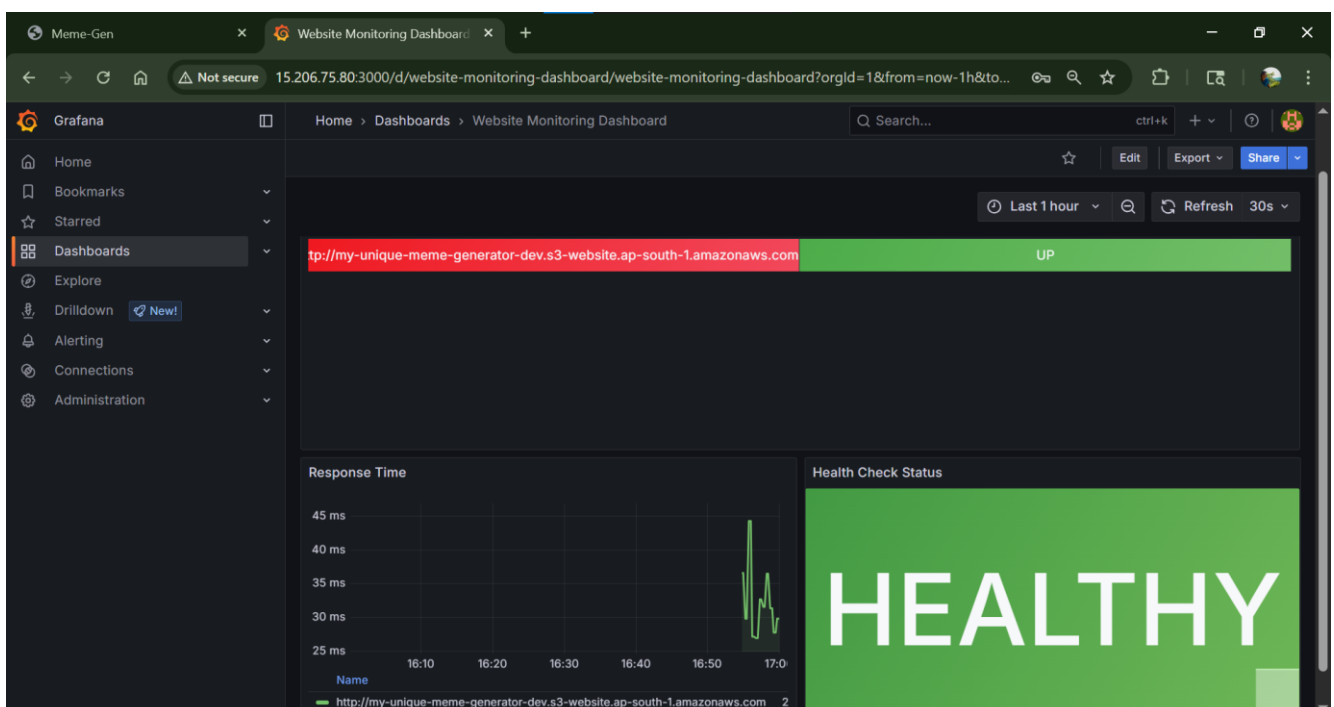 Meme-Gen
Website Monitoring Dashboard
Not secure 15.206.75.80:3000/d/website-monitoring-dashboard/website-monitoring-dashboard?orgId=1&from=now-1h&to...
Grafana
Home > Dashboards > Website Monitoring Dashboard
Search...
ctrl+k
Home
Bookmarks
Starred
Dashboards
Explore
Drilldown New!
Alerting
Connections
Administration
Edit
Export
Share
Last 1 hour
Refresh 30s
tp://my-unique-meme-generator-dev.s3-website.ap-south-1.amazonaws.com UP
Response Time
45 ms
40 ms
35 ms
30 ms
25 ms
16:10 16:20 16:30 16:40 16:50 17:0
Name
http://my-unique-meme-generator-dev.s3-website.ap-south-1.amazonaws.com 2
Health Check Status
HEALTHY